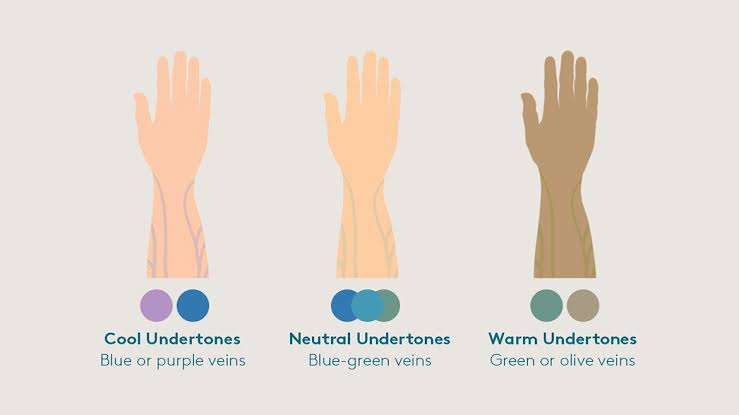 Cool Undertones
Blue or purple veins
Neutral Undertones
Blue-green veins
Warm Undertones
Green or olive veins